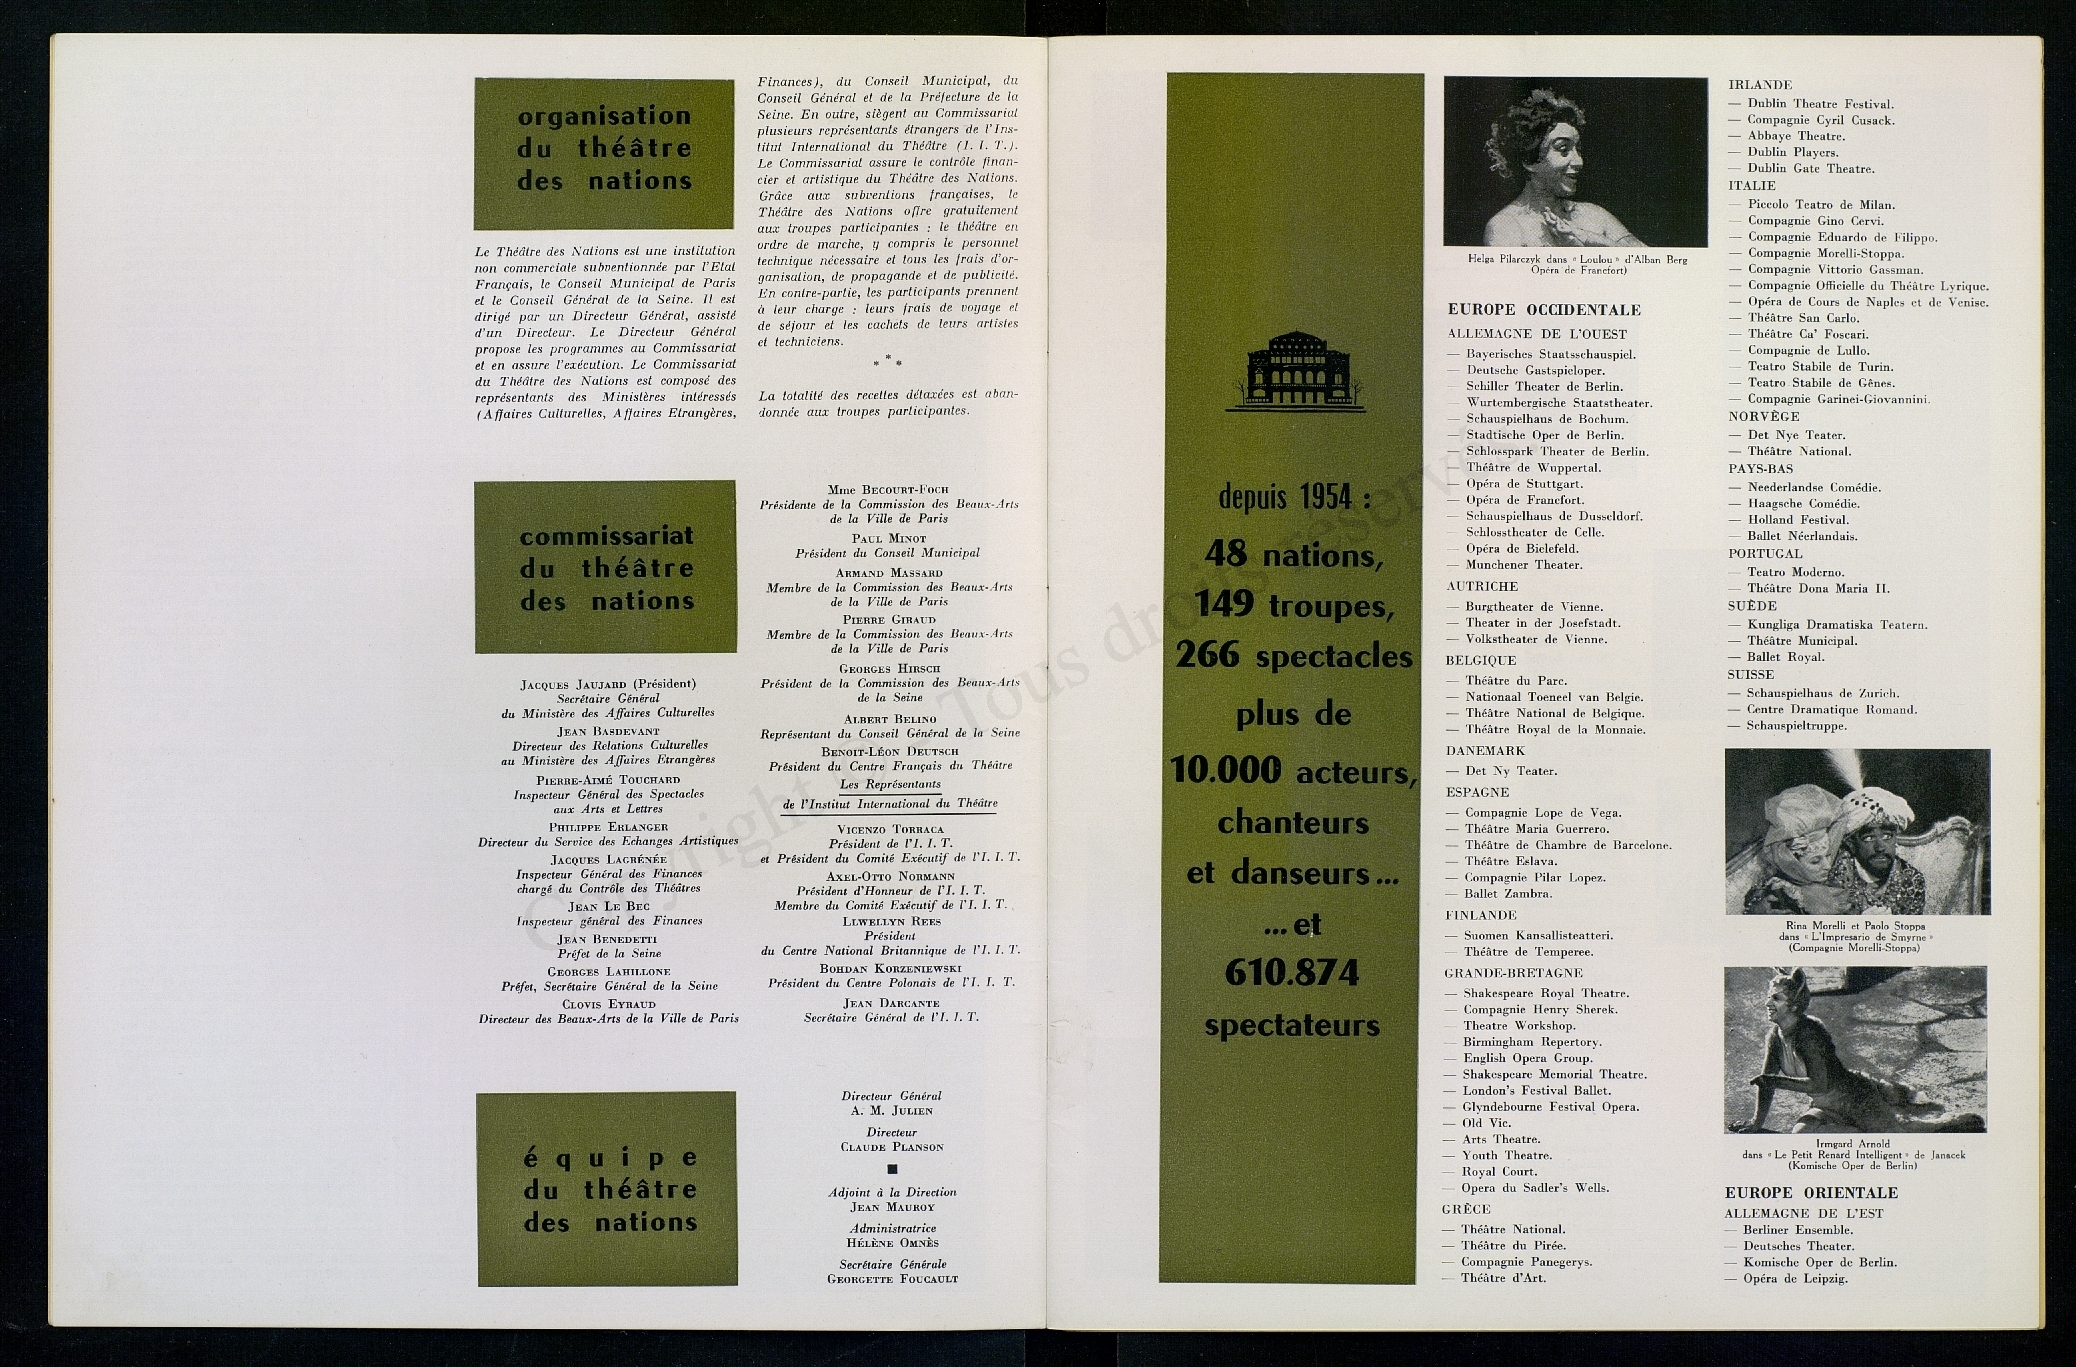 organisation
du théâtre
des nations
Le Théâtre des Nations est une institution
non commerciale subventionnée par l'Etat
Français, le Conseil Municipal de Paris
et le Conseil Général de la Seine. Il est
dirigé par un Directeur Général, assisté
d'un Directeur. Le Directeur Général
propose les programmes au Commissariat
et en assure l'exécution. Le Commissariat
du Théâtre des Nations est composé des
représentants des Ministères intéressés
(Affaires Culturelles, Affaires Etrangères,
Finances), du Conseil Municipal, du
Conseil Général et de la Préfecture de la
Seine. En outre, siègent au Commissariat
plusieurs représentants étrangers de l'Ins-
titut International du Théâtre (I. I. T.).
Le Commissariat assure le contrôle finan-
cier et artistique du Théâtre des Nations.
Grâce aux subventions françaises, le
Théâtre des Nations offre gratuitement
aux troupes participantes : le théâtre en
ordre de marche, y compris le personnel
technique nécessaire et tous les frais d'or-
ganisation, de propagande et de publicité.
En contre-partie, les participants prennent
à leur charge : leurs frais de voyage et
de séjour et les cachets de leurs artistes
et techniciens.
* * *
La totalité des recettes détaxées est aban-
donnée aux troupes participantes.
commissariat
du théâtre
des nations
JACQUES JAUJARD (Président)
Secrétaire Général
du Ministère des Affaires Culturelles
JEAN BASDEVANT
Directeur des Relations Culturelles
au Ministère des Affaires Etrangères
PIERRE-AIMÉ TOUCHARD
Inspecteur Général des Spectacles
aux Arts et Lettres
PHILIPPE ERLANGER
Directeur du Service des Echanges Artistiques
JACQUES LAGRÉNÉE
Inspecteur Général des Finances
chargé du Contrôle des Théâtres
JEAN LE BEC
Inspecteur général des Finances
JEAN BENEDETTI
Préfet de la Seine
GEORGES LAHILLONE
Préfet, Secrétaire Général de la Seine
CLOVIS EYRAUD
Directeur des Beaux-Arts de la Ville de Paris
Mme BECOURT-FOCH
Présidente de la Commission des Beaux-Arts
de la Ville de Paris
PAUL MINOT
Président du Conseil Municipal
ARMAND MASSARD
Membre de la Commission des Beaux-Arts
de la Ville de Paris
PIERRE GIRAUD
Membre de la Commission des Beaux-Arts
de la Ville de Paris
GEORGES HIRSCH
Président de la Commission des Beaux-Arts
de la Seine
ALBERT BELINO
Représentant du Conseil Général de la Seine
BENOIT-LÉON DEUTSCH
Président du Centre Français du Théâtre
Les Représentants
de l'Institut International du Théâtre
VICENZO TORRACA
Président de l'I. I. T.
et Président du Comité Exécutif de l'I. I. T.
AXEL-OTTO NORMANN
Président d'Honneur de l'I. I. T.
Membre du Comité Exécutif de l'I. I. T.
LLWELLYN REES
Président
du Centre National Britannique de l'I. I. T.
BOHDAN KORZENIEWSKI
Président du Centre Polonais de l'I. I. T.
JEAN DARCANTE
Secrétaire Général de l'I. I. T.
équipe
du théâtre
des nations
Directeur Général
A. M. JULIEN
Directeur
CLAUDE PLANSON
Adjoint à la Direction
JEAN MAUROY
Administratrice
HÉLÈNE OMNÈS
Secrétaire Générale
GEORGETTE FOUCAULT
depuis 1954 :
48 nations,
149 troupes,
266 spectacles
plus de
10.000 acteurs,
chanteurs
et danseurs...
...et
610.874
spectateurs
Helga Pilarczyk dans « Loulou » d'Alban Berg
Opéra de Francfort)
EUROPE OCCIDENTALE
ALLEMAGNE DE L'OUEST
— Bayerisches Staatsschauspiel.
— Deutsche Gastspieloper.
— Schiller Theater de Berlin.
— Wurtembergische Staatstheater.
— Schauspielhaus de Bochum.
— Stadtische Oper de Berlin.
— Schlosspark Theater de Berlin.
— Théâtre de Wuppertal.
— Opéra de Stuttgart.
— Opéra de Francfort.
— Schauspielhaus de Dusseldorf.
— Schlosstheater de Celle.
— Opéra de Bielefeld.
— Munchener Theater.
AUTRICHE
— Burgtheater de Vienne.
— Theater in der Josefstadt.
— Volkstheater de Vienne.
BELGIQUE
— Théâtre du Parc.
— Nationaal Toeneel van Belgie.
— Théâtre National de Belgique.
— Théâtre Royal de la Monnaie.
DANEMARK
— Det Ny Teater.
ESPAGNE
— Compagnie Lope de Vega.
— Théâtre Maria Guerrero.
— Théâtre de Chambre de Barcelone.
— Théâtre Eslava.
— Compagnie Pilar Lopez.
— Ballet Zambra.
FINLANDE
— Suomen Kansallisteatteri.
— Théâtre de Temperee.
GRANDE-BRETAGNE
— Shakespeare Royal Theatre.
— Compagnie Henry Sherek.
— Theatre Workshop.
— Birmingham Repertory.
— English Opera Group.
— Shakespeare Memorial Theatre.
— London's Festival Ballet.
— Glyndebourne Festival Opera.
— Old Vic.
— Arts Theatre.
— Youth Theatre.
— Royal Court.
— Opera du Sadler's Wells.
GRÈCE
— Théâtre National.
— Théâtre du Pirée.
— Compagnie Panegerys.
— Théâtre d'Art.
IRLANDE
— Dublin Theatre Festival.
— Compagnie Cyril Cusack.
— Abbaye Theatre.
— Dublin Players.
— Dublin Gate Theatre.
ITALIE
— Piccolo Teatro de Milan.
— Compagnie Gino Cervi.
— Compagnie Eduardo de Filippo.
— Compagnie Morelli-Stoppa.
— Compagnie Vittorio Gassman.
— Compagnie Officielle du Théâtre Lyrique.
— Opéra de Cours de Naples et de Venise.
— Théâtre San Carlo.
— Théâtre Ca' Foscari.
— Compagnie de Lullo.
— Teatro Stabile de Turin.
— Teatro Stabile de Gênes.
— Compagnie Garinei-Giovannini.
NORVÈGE
— Det Nye Teater.
— Théâtre National.
PAYS-BAS
— Neederlandse Comédie.
— Haagsche Comédie.
— Holland Festival.
— Ballet Néerlandais.
PORTUGAL
— Teatro Moderno.
— Théâtre Dona Maria II.
SUÈDE
— Kungliga Dramatiska Teatern.
— Théâtre Municipal.
— Ballet Royal.
SUISSE
— Schauspielhaus de Zurich.
— Centre Dramatique Romand.
— Schauspieltruppe.
Rina Morelli et Paolo Stoppa
dans « L'Impresario de Smyrne »
(Compagnie Morelli-Stoppa)
Irmgard Arnold
dans « Le Petit Renard Intelligent » de Janacek
(Komische Oper de Berlin)
EUROPE ORIENTALE
ALLEMAGNE DE L'EST
— Berliner Ensemble.
— Deutsches Theater.
— Komische Oper de Berlin.
— Opéra de Leipzig.
Copyright © Tous droits réservés